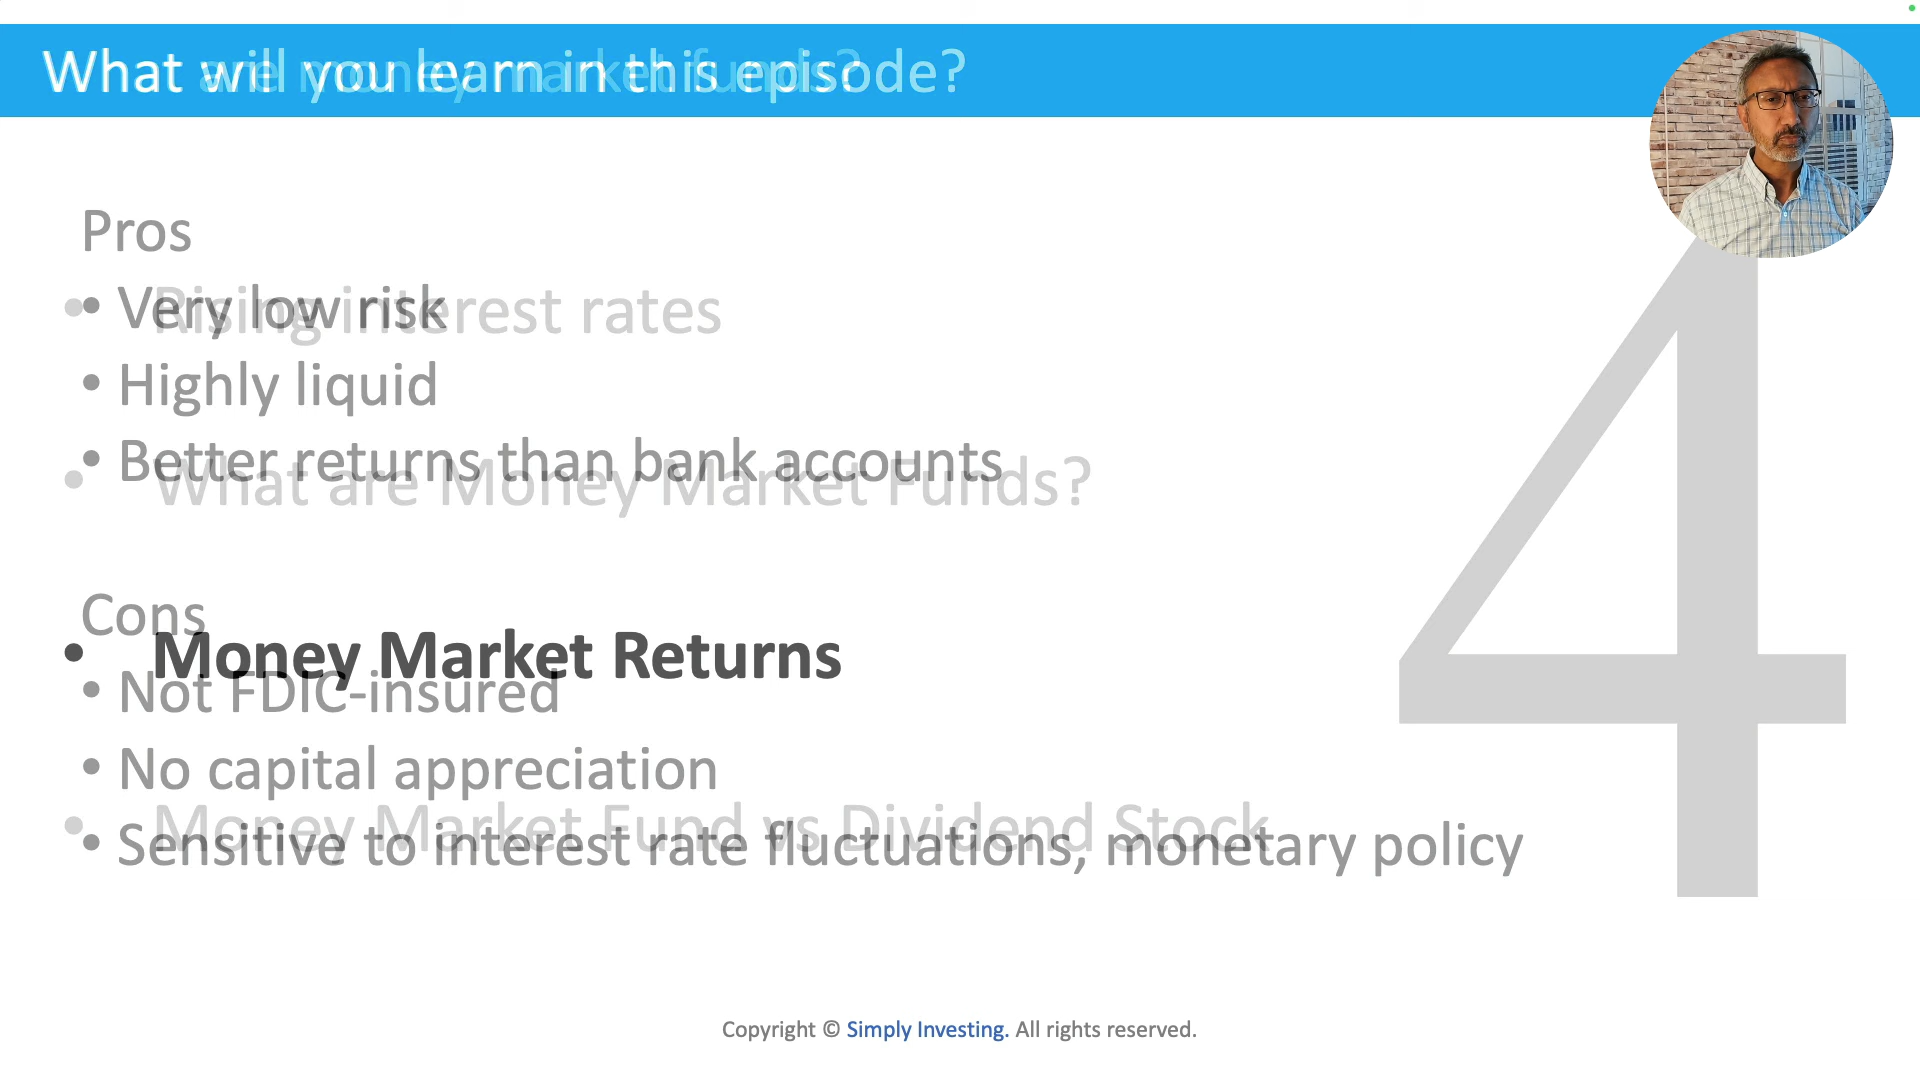 What will you learn in this episode?
What are money market funds?
Pros
• Very low risk
• Rising interest rates
• Highly liquid
• Better returns than bank accounts
• What are Money Market Funds?
Cons
• Money Market Returns
• Not FDIC-insured
• No capital appreciation
• Money Market Fund vs Dividend Stock
• Sensitive to interest rate fluctuations, monetary policy
4
Copyright © Simply Investing. All rights reserved.